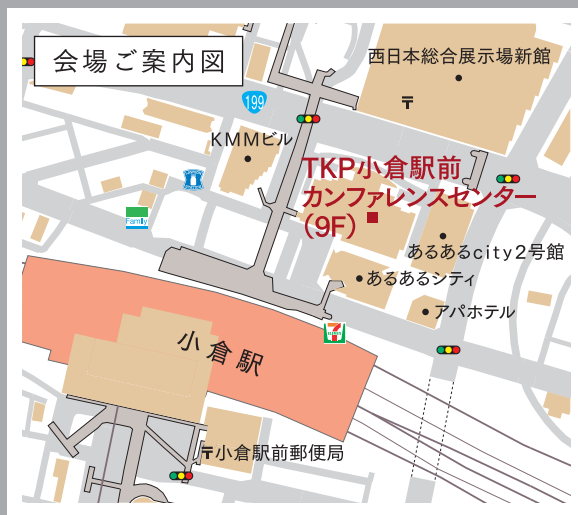 会場ご案内図
西日本総合展示場新館
〒
199
KMMビル
TKP小倉駅前
カンファレンスセンター
(9F)
Family
あるあるcity2号館
あるあるシティ
アパホテル
小倉駅
〒小倉駅前郵便局